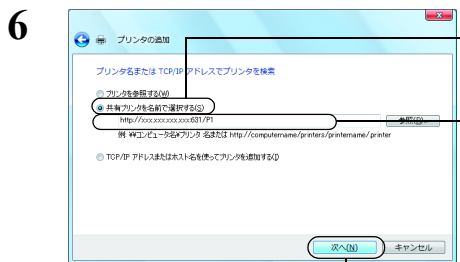 6
プリンタの追加
プリンタ名または TCP/IP アドレスでプリンタを検索
プリンタを参照する(W)
共有プリンタを名前で選択する(S)
http://xxx.xxx.xxx.xxx:631/P1
参照(R)...
例: ¥¥コンピュータ名¥プリンタ 名または http://computername/printers/printername/.printer
TCP/IP アドレスまたはホスト名を使ってプリンタを追加する(I)
次へ(N)
キャンセル